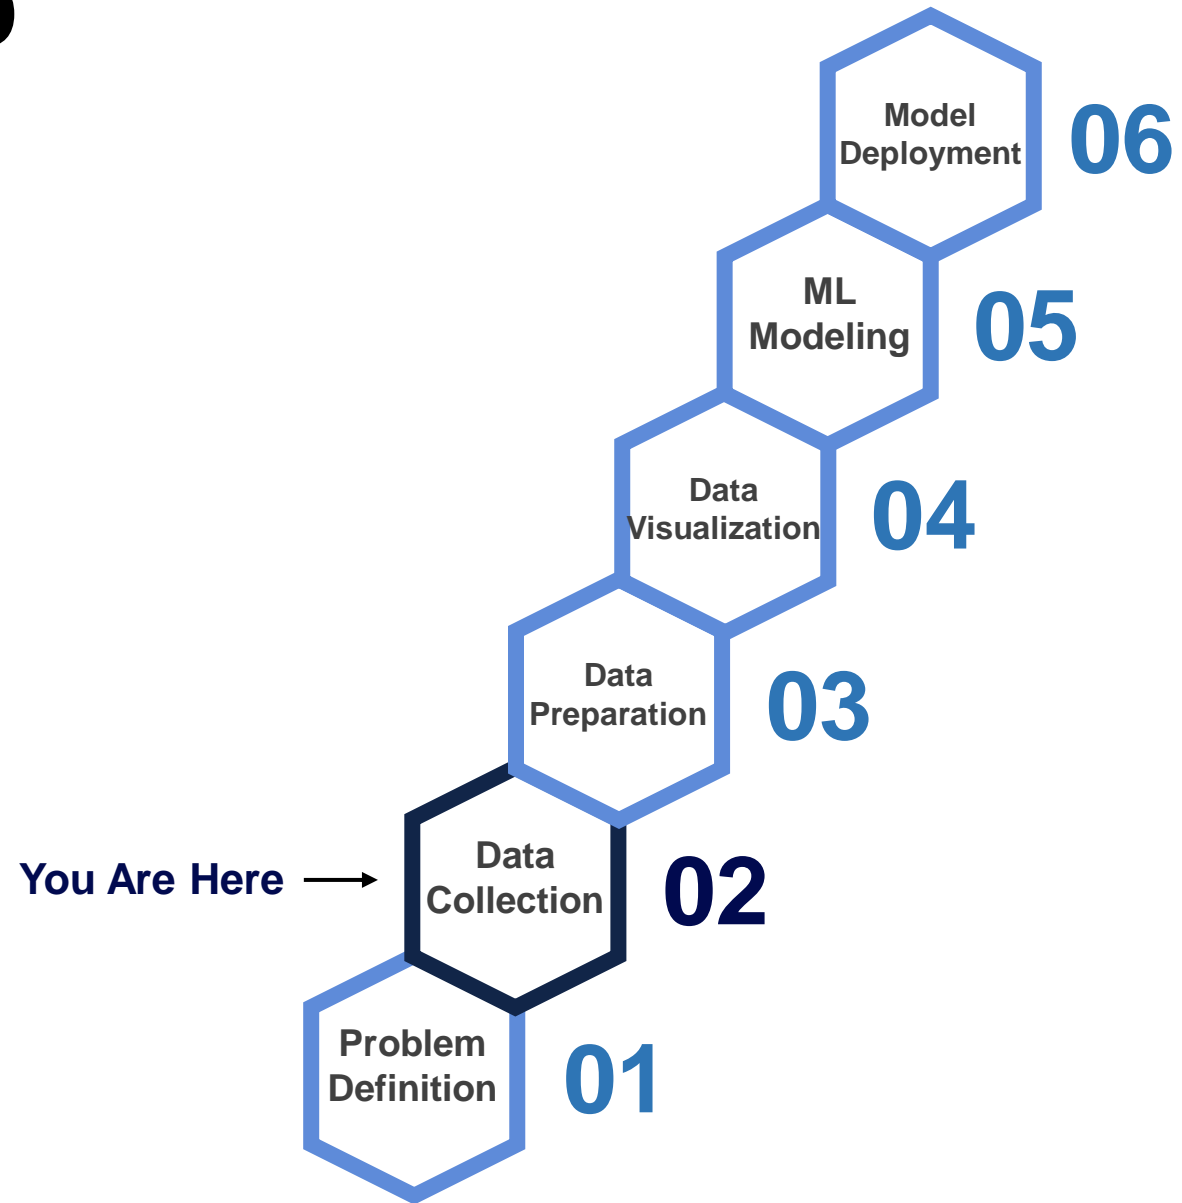 Model
Deployment
06
ML
Modeling
05
Data
Visualization
04
Data
Preparation
03
You Are Here
Data
Collection
02
Problem
Definition
01